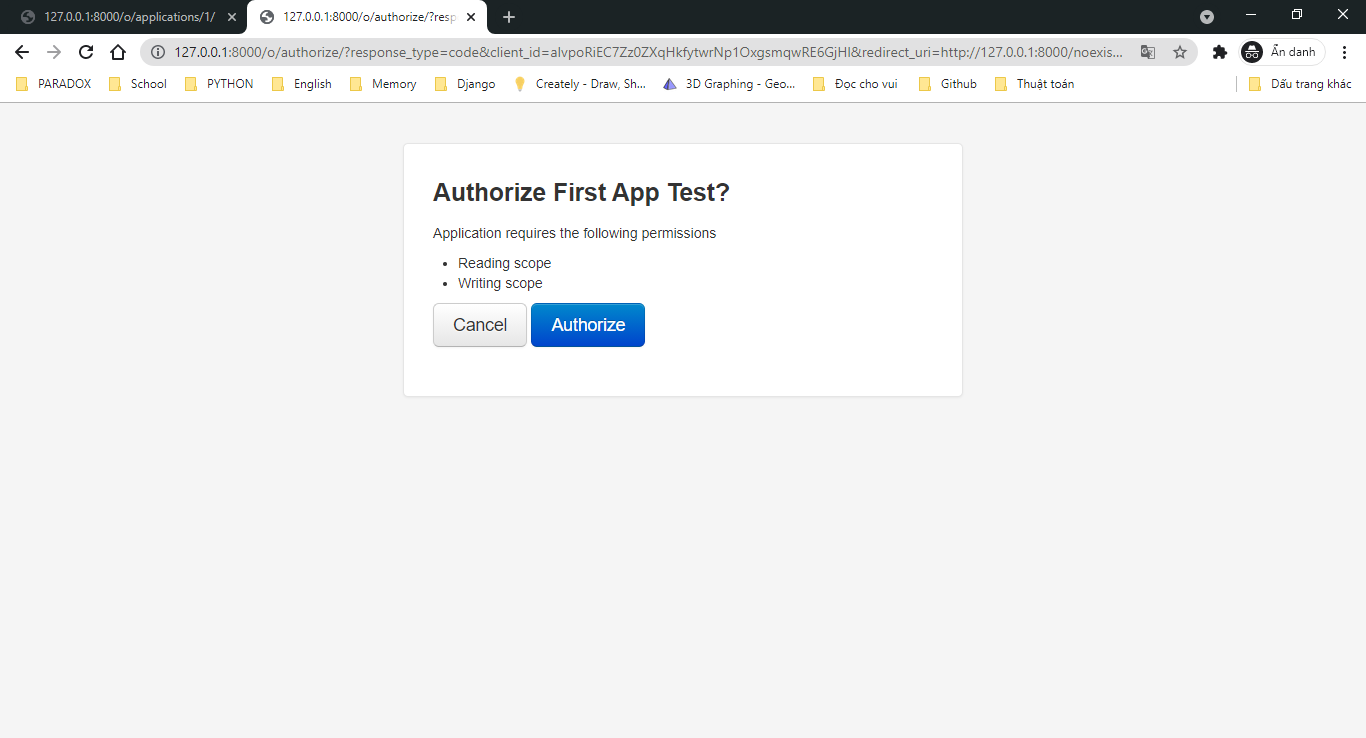 127.0.0.1:8000/o/applications/1/
127.0.0.1:8000/o/authorize/?resp
127.0.0.1:8000/o/authorize/?response_type=code&client_id=aIvpoRiEC7Zz0ZXqHkfytwrNp1OxgsmqwRE6GjHI&redirect_uri=http://127.0.0.1:8000/noexis...
Ẩn danh
PARADOX School PYTHON English Memory Django Creately - Draw, Sh... 3D Graphing - Geo... Đọc cho vui Github Thuật toán Dấu trang khác
Authorize First App Test?
Application requires the following permissions
Reading scope
Writing scope
Cancel Authorize